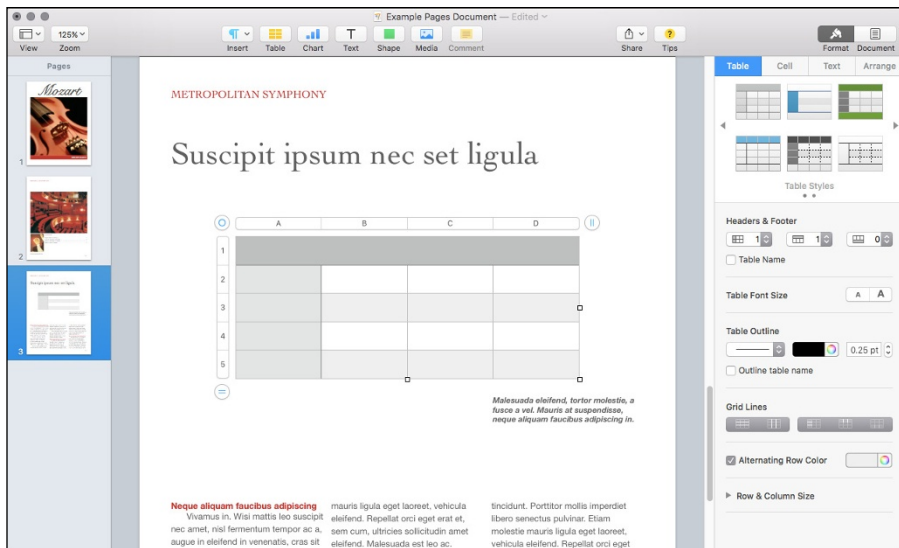 Example Pages Document — Edited
125%
View
Zoom
Insert
Table
Chart
Text
Shape
Media
Comment
Share
Tips
Format
Document
Pages
Mozart
1
2
3
METROPOLITAN SYMPHONY
Suscipit ipsum nec set ligula
A B C D
1
2
3
4
5
Malesuada eleifend, tortor molestie, a
fusce a vel. Mauris at suspendisse,
neque aliquam faucibus adipiscing in.
Neque aliquam faucibus adipiscing
Vivamus in. Wisi mattis leo suscipit
nec amet, nisl fermentum tempor ac a,
augue in eleifend in venenatis, cras sit
mauris ligula eget laoreet, vehicula
eleifend. Repellat orci eget erat et,
sem cum, ultricies sollicitudin amet
eleifend. Malesuada est leo ac.
tincidunt. Porttitor mollis imperdiet
libero senectus pulvinar. Etiam
molestie mauris ligula eget laoreet,
vehicula eleifend. Repellat orci eget
Table Cell Text Arrange
Table Styles
Headers & Footer
1 1 0
Table Name
Table Font Size
A A
Table Outline
0.25 pt
Outline table name
Grid Lines
Alternating Row Color
Row & Column Size